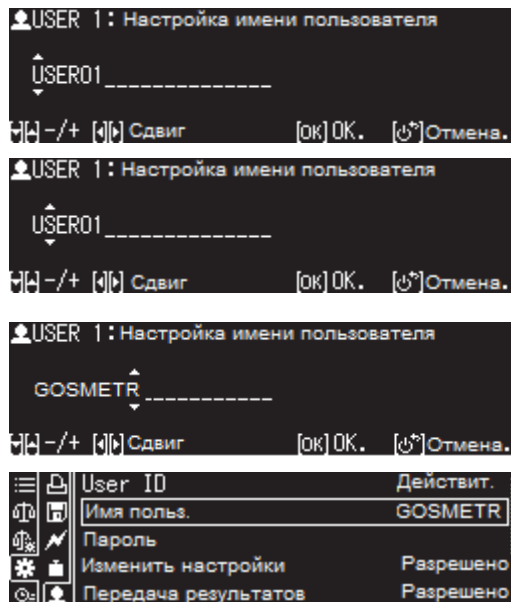 USER 1: Настройка имени пользователя
USER01______________
-/+ Сдвиг [OK]OK. [ ]Отмена.
USER 1: Настройка имени пользователя
USER01______________
-/+ Сдвиг [OK]OK. [ ]Отмена.
USER 1: Настройка имени пользователя
GOSMETR___________
-/+ Сдвиг [OK]OK. [ ]Отмена.
User ID Действит.
Имя польз. GOSMETR
Пароль
Изменить настройки Разрешено
Передача результатов Разрешено